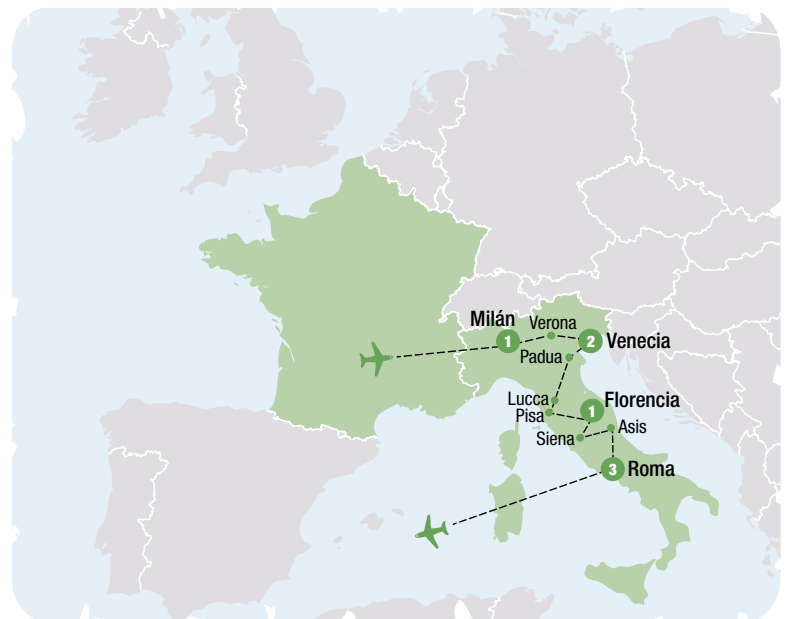 Milán
Verona
1
2
Venecia
Padua
Lucca
1
Florencia
Pisa
Siena
Asis
3
Roma